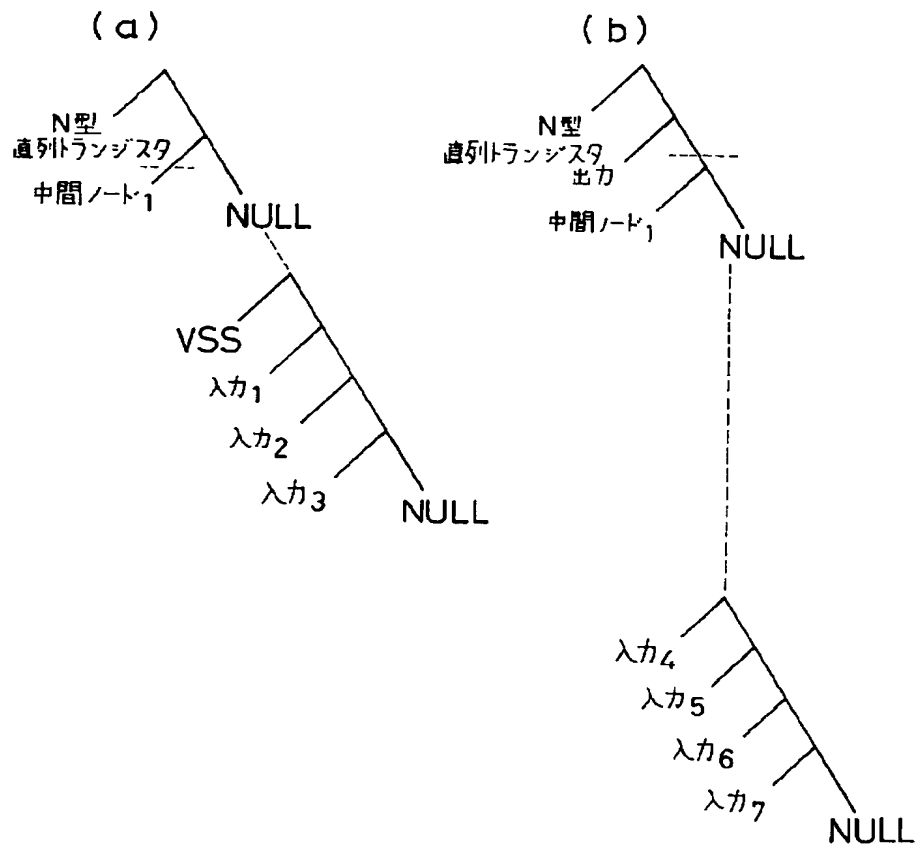 (a)
N型
直列トランジスタ
中間ノード1
NULL
VSS
入力1
入力2
入力3
NULL
(b)
N型
直列トランジスタ
出力
中間ノード1
NULL
入力4
入力5
入力6
入力7
NULL